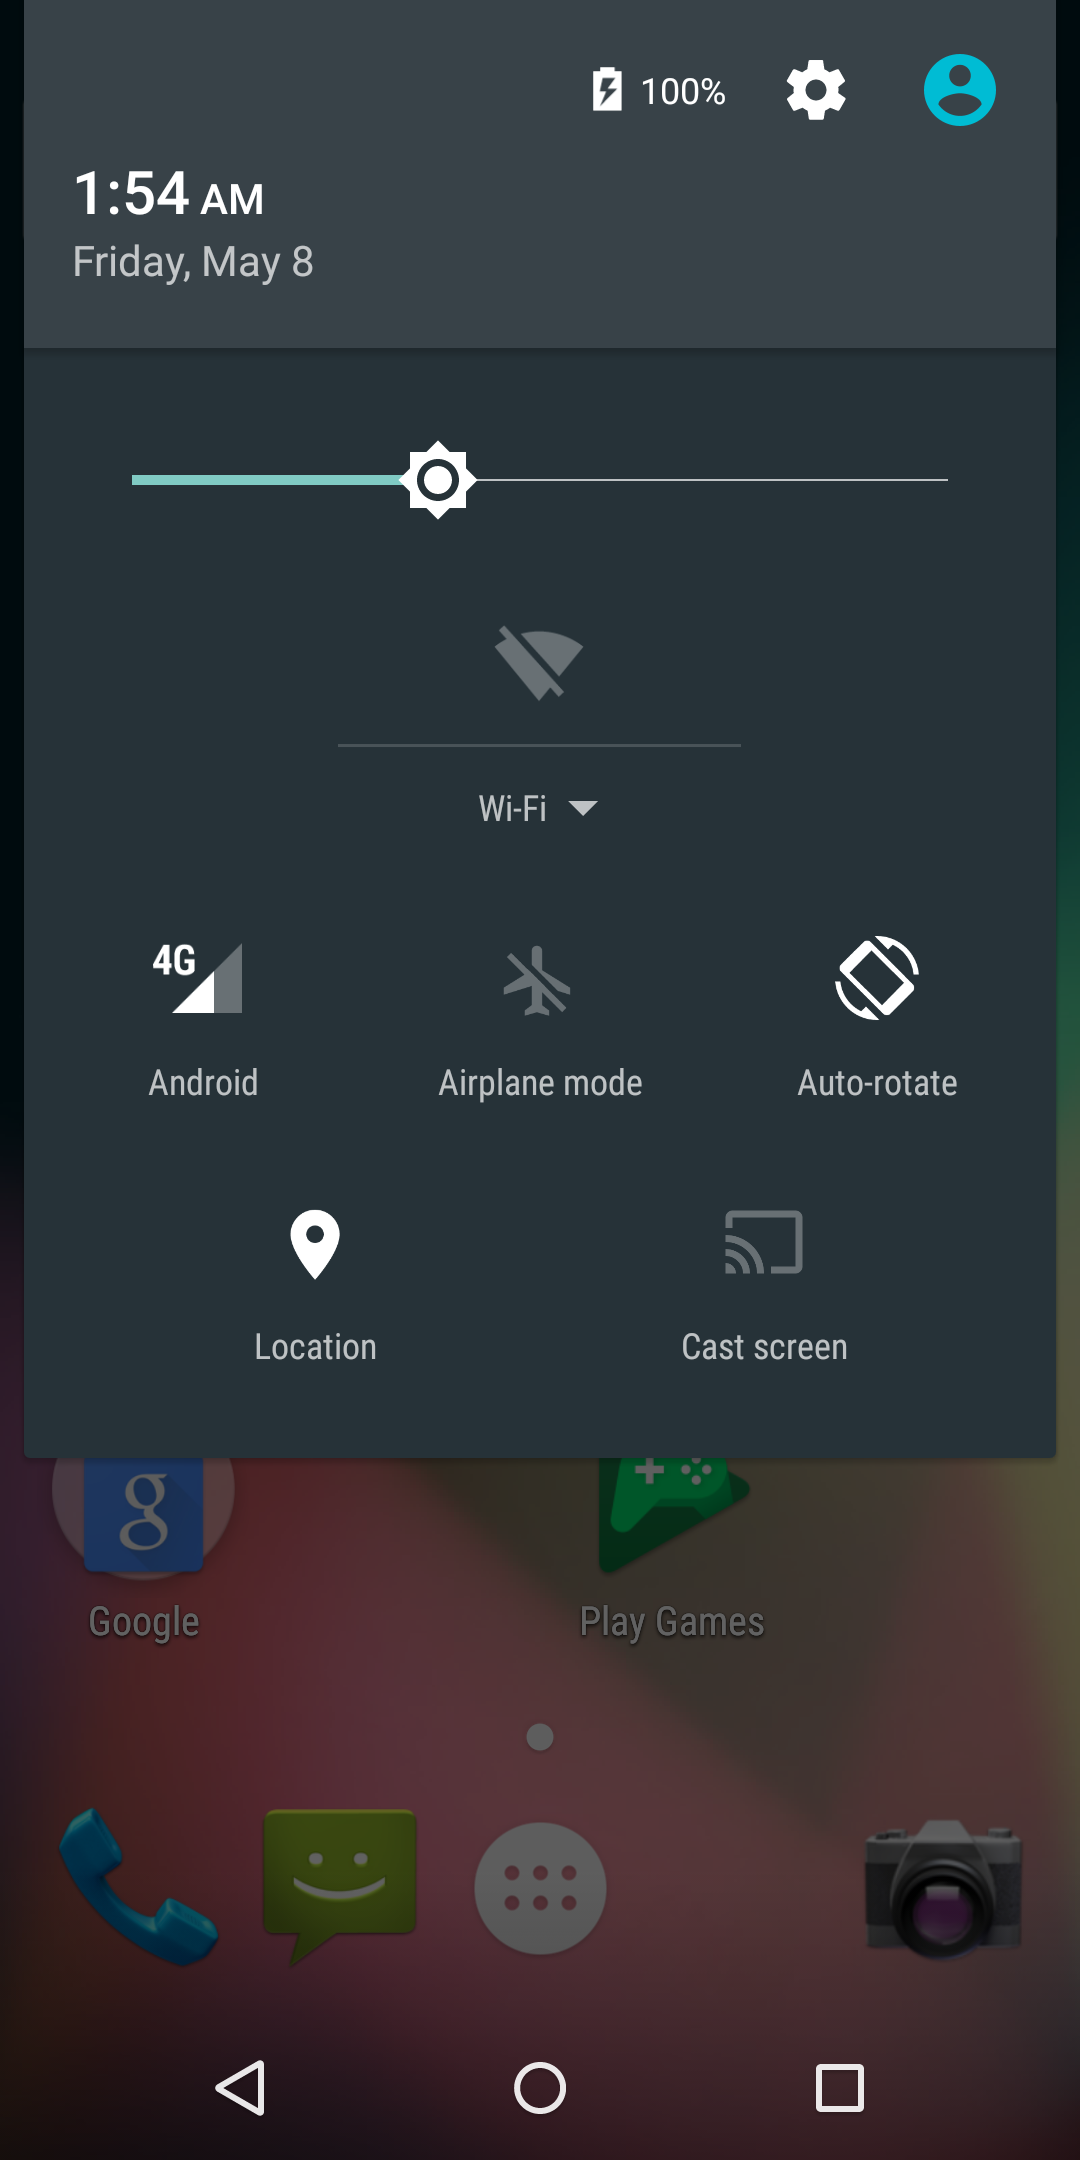 100%
1:54 AM
Friday, May 8
Wi-Fi
4G
Android
Airplane mode
Auto-rotate
Location
Cast screen
g
Google
Play Games